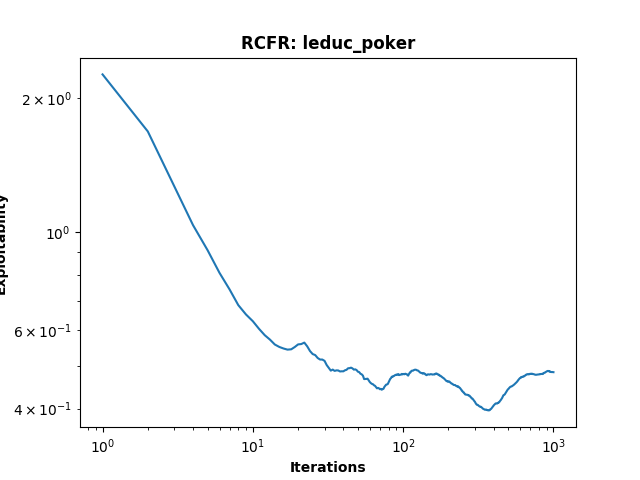 RCFR: leduc_poker
2 × 10⁰
10⁰
6 × 10⁻¹
4 × 10⁻¹
10⁰ 10¹ 10² 10³
Iterations
Exploitability